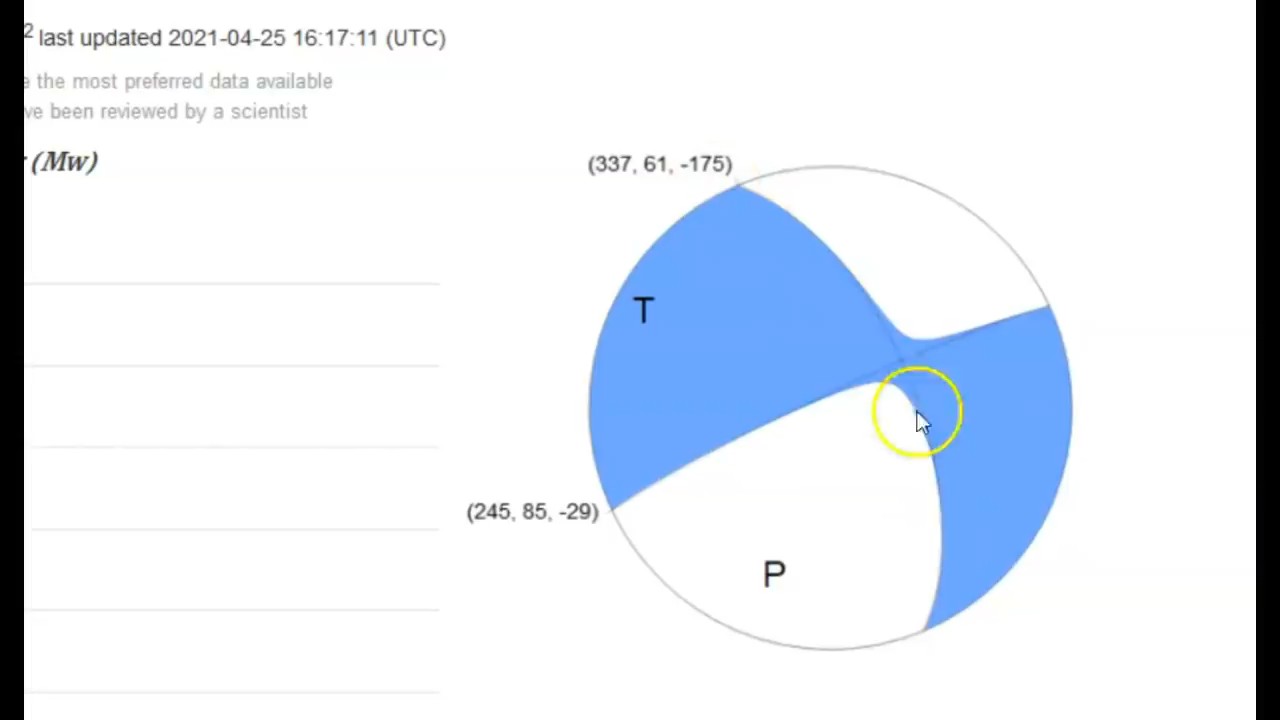 2 last updated 2021-04-25 16:17:11 (UTC)
the most preferred data available
been reviewed by a scientist
(Mw)
(337, 61, -175)
T
(245, 85, -29)
P